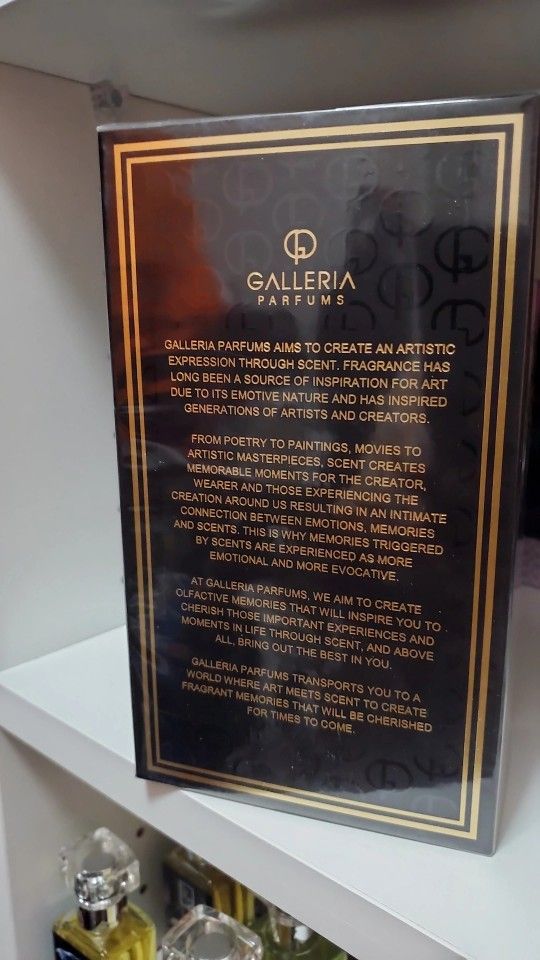 GALLERIA
PARFUMS
GALLERIA PARFUMS AIMS TO CREATE AN ARTISTIC
EXPRESSION THROUGH SCENT. FRAGRANCE HAS
LONG BEEN A SOURCE OF INSPIRATION FOR ART
DUE TO ITS EMOTIVE NATURE AND HAS INSPIRED
GENERATIONS OF ARTISTS AND CREATORS.
FROM POETRY TO PAINTINGS, MOVIES TO
ARTISTIC MASTERPIECES, SCENT CREATES
MEMORABLE MOMENTS FOR THE CREATOR,
WEARER AND THOSE EXPERIENCING THE
CREATION AROUND US RESULTING IN AN INTIMATE
CONNECTION BETWEEN EMOTIONS, MEMORIES
AND SCENTS. THIS IS WHY MEMORIES TRIGGERED
BY SCENTS ARE EXPERIENCED AS MORE
EMOTIONAL AND MORE EVOCATIVE.
AT GALLERIA PARFUMS, WE AIM TO CREATE
OLFACTIVE MEMORIES THAT WILL INSPIRE YOU TO
CHERISH THOSE IMPORTANT EXPERIENCES AND
MOMENTS IN LIFE THROUGH SCENT, AND ABOVE
ALL, BRING OUT THE BEST IN YOU.
GALLERIA PARFUMS TRANSPORTS YOU TO A
WORLD WHERE ART MEETS SCENT TO CREATE
FRAGRANT MEMORIES THAT WILL BE CHERISHED
FOR TIMES TO COME.